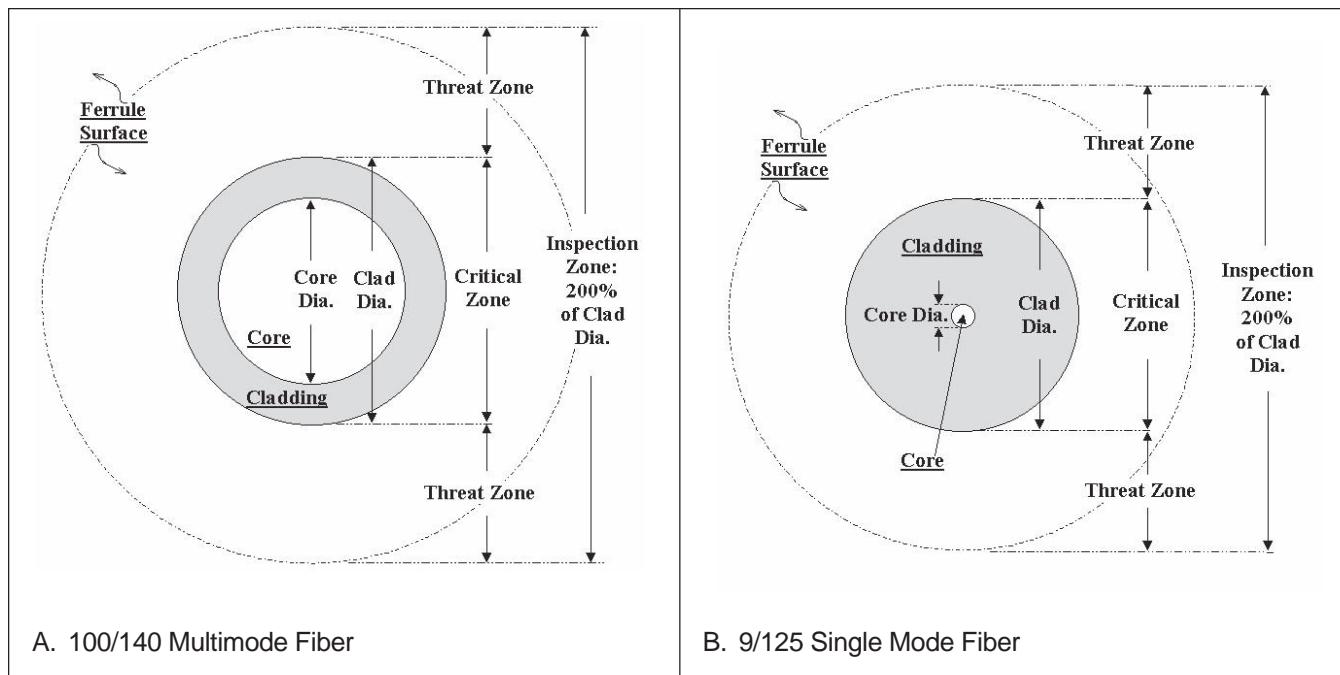 Threat Zone
Ferrule
Surface
Core
Dia.
Clad
Dia.
Critical
Zone
Inspection
Zone:
200%
of Clad
Dia.
Core
Cladding
Threat Zone
A. 100/140 Multimode Fiber
Threat Zone
Ferrule
Surface
Cladding
Core Dia.
Clad
Dia.
Critical
Zone
Inspection
Zone:
200%
of Clad
Dia.
Core
Threat Zone
B. 9/125 Single Mode Fiber